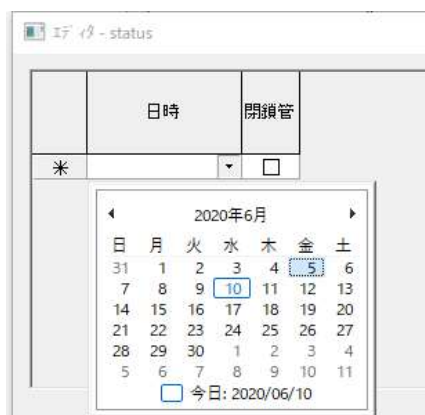 エディタ - status
日時 閉鎖管
*
2020年6月
日 月 火 水 木 金 土
31 1 2 3 4 5 6
7 8 9 10 11 12 13
14 15 16 17 18 19 20
21 22 23 24 25 26 27
28 29 30 1 2 3 4
5 6 7 8 9 10 11
今日: 2020/06/10